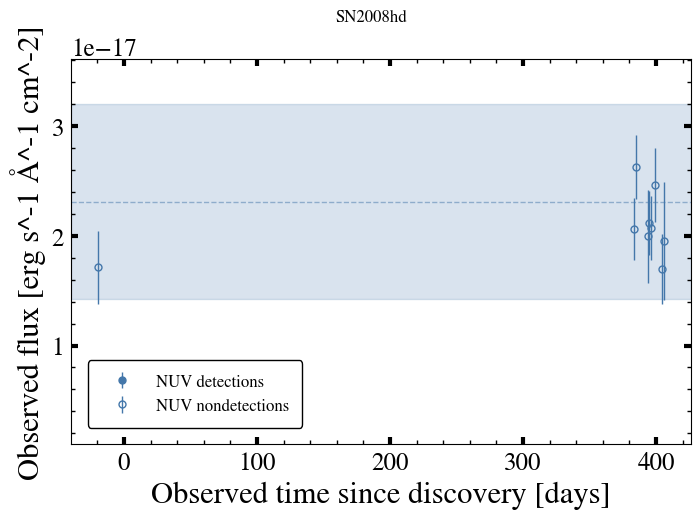 SN2008hd
1e−17
Observed flux [erg s^-1 Å^-1 cm^-2]
3
2
1
NUV detections
NUV nondetections
0 100 200 300 400
Observed time since discovery [days]